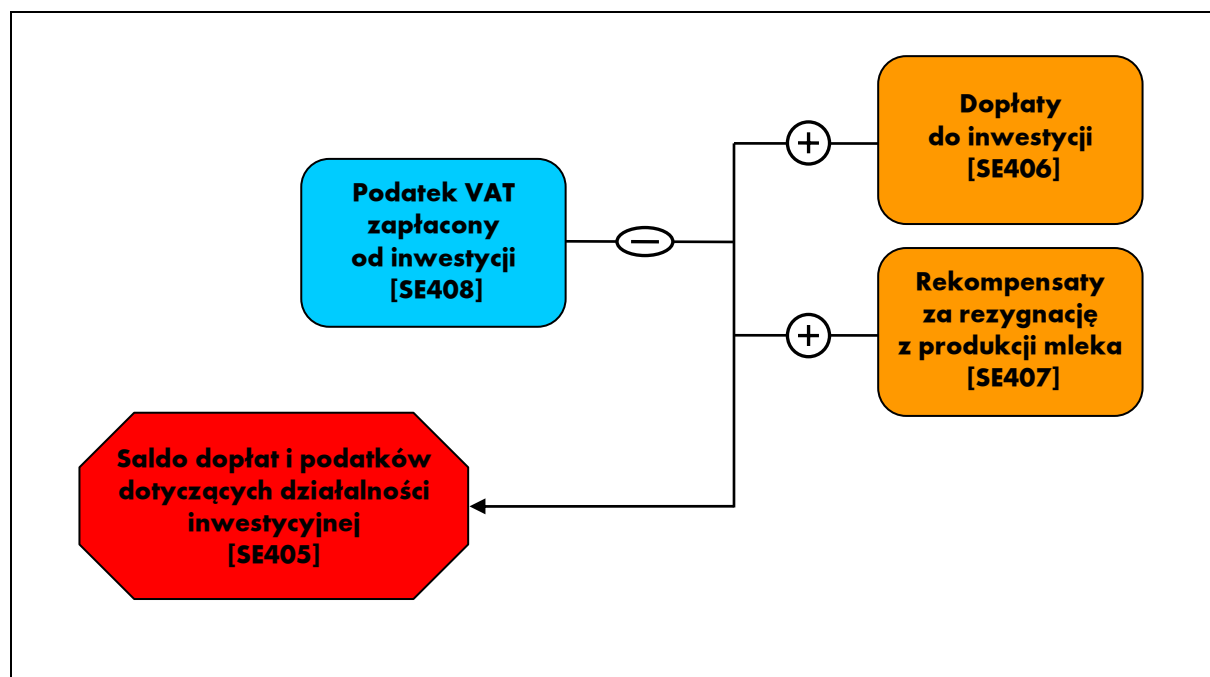 Dopłaty
do inwestycji
[SE406]
Podatek VAT
zapłacony
od inwestycji
[SE408]
Rekompensaty
za rezygnację
z produkcji mleka
[SE407]
Saldo dopłat i podatków
dotyczących działalności
inwestycyjnej
[SE405]